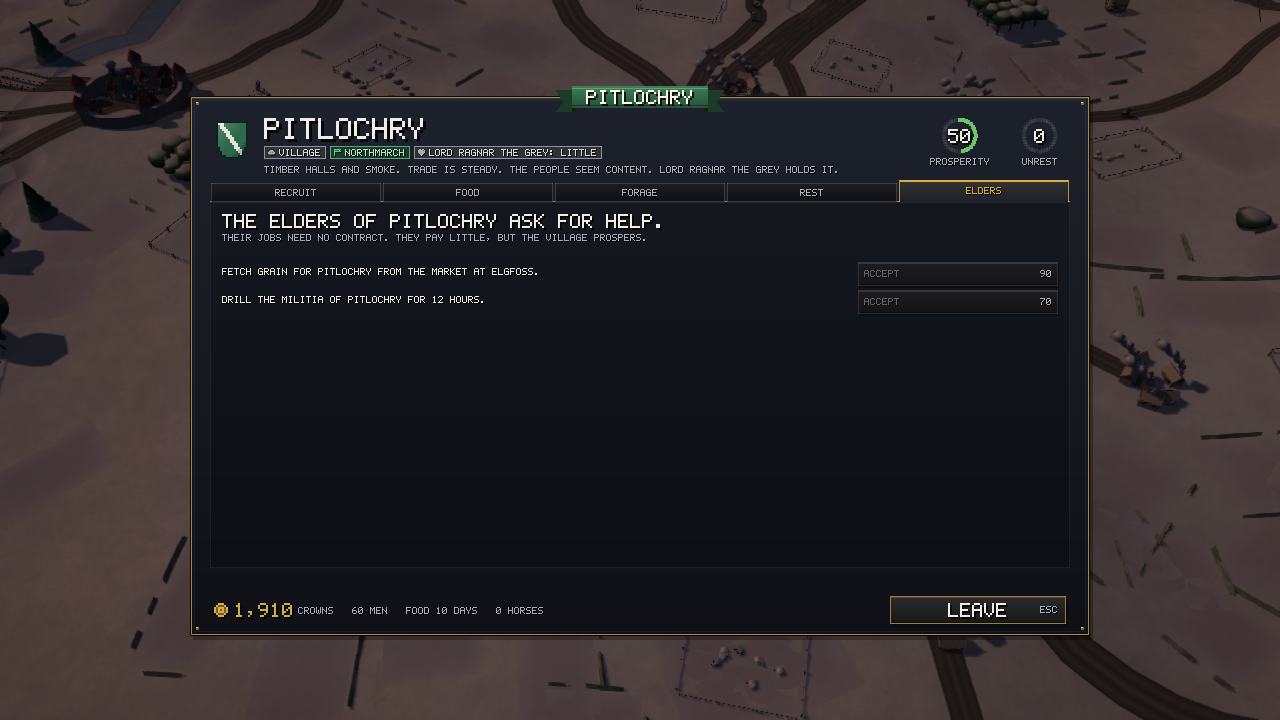 PITLOCHRY
PITLOCHRY
VILLAGE NORTHMARCH LORD RAGNAR THE GREY: LITTLE
TIMBER HALLS AND SMOKE. TRADE IS STEADY. THE PEOPLE SEEM CONTENT. LORD RAGNAR THE GREY HOLDS IT.
50 0
PROSPERITY UNREST
RECRUIT FOOD FORAGE REST ELDERS
THE ELDERS OF PITLOCHRY ASK FOR HELP.
THEIR JOBS NEED NO CONTRACT. THEY PAY LITTLE, BUT THE VILLAGE PROSPERS.
FETCH GRAIN FOR PITLOCHRY FROM THE MARKET AT ELGFOSS. ACCEPT 90
DRILL THE MILITIA OF PITLOCHRY FOR 12 HOURS. ACCEPT 70
1,910 CROWNS 60 MEN FOOD 10 DAYS 0 HORSES LEAVE ESC